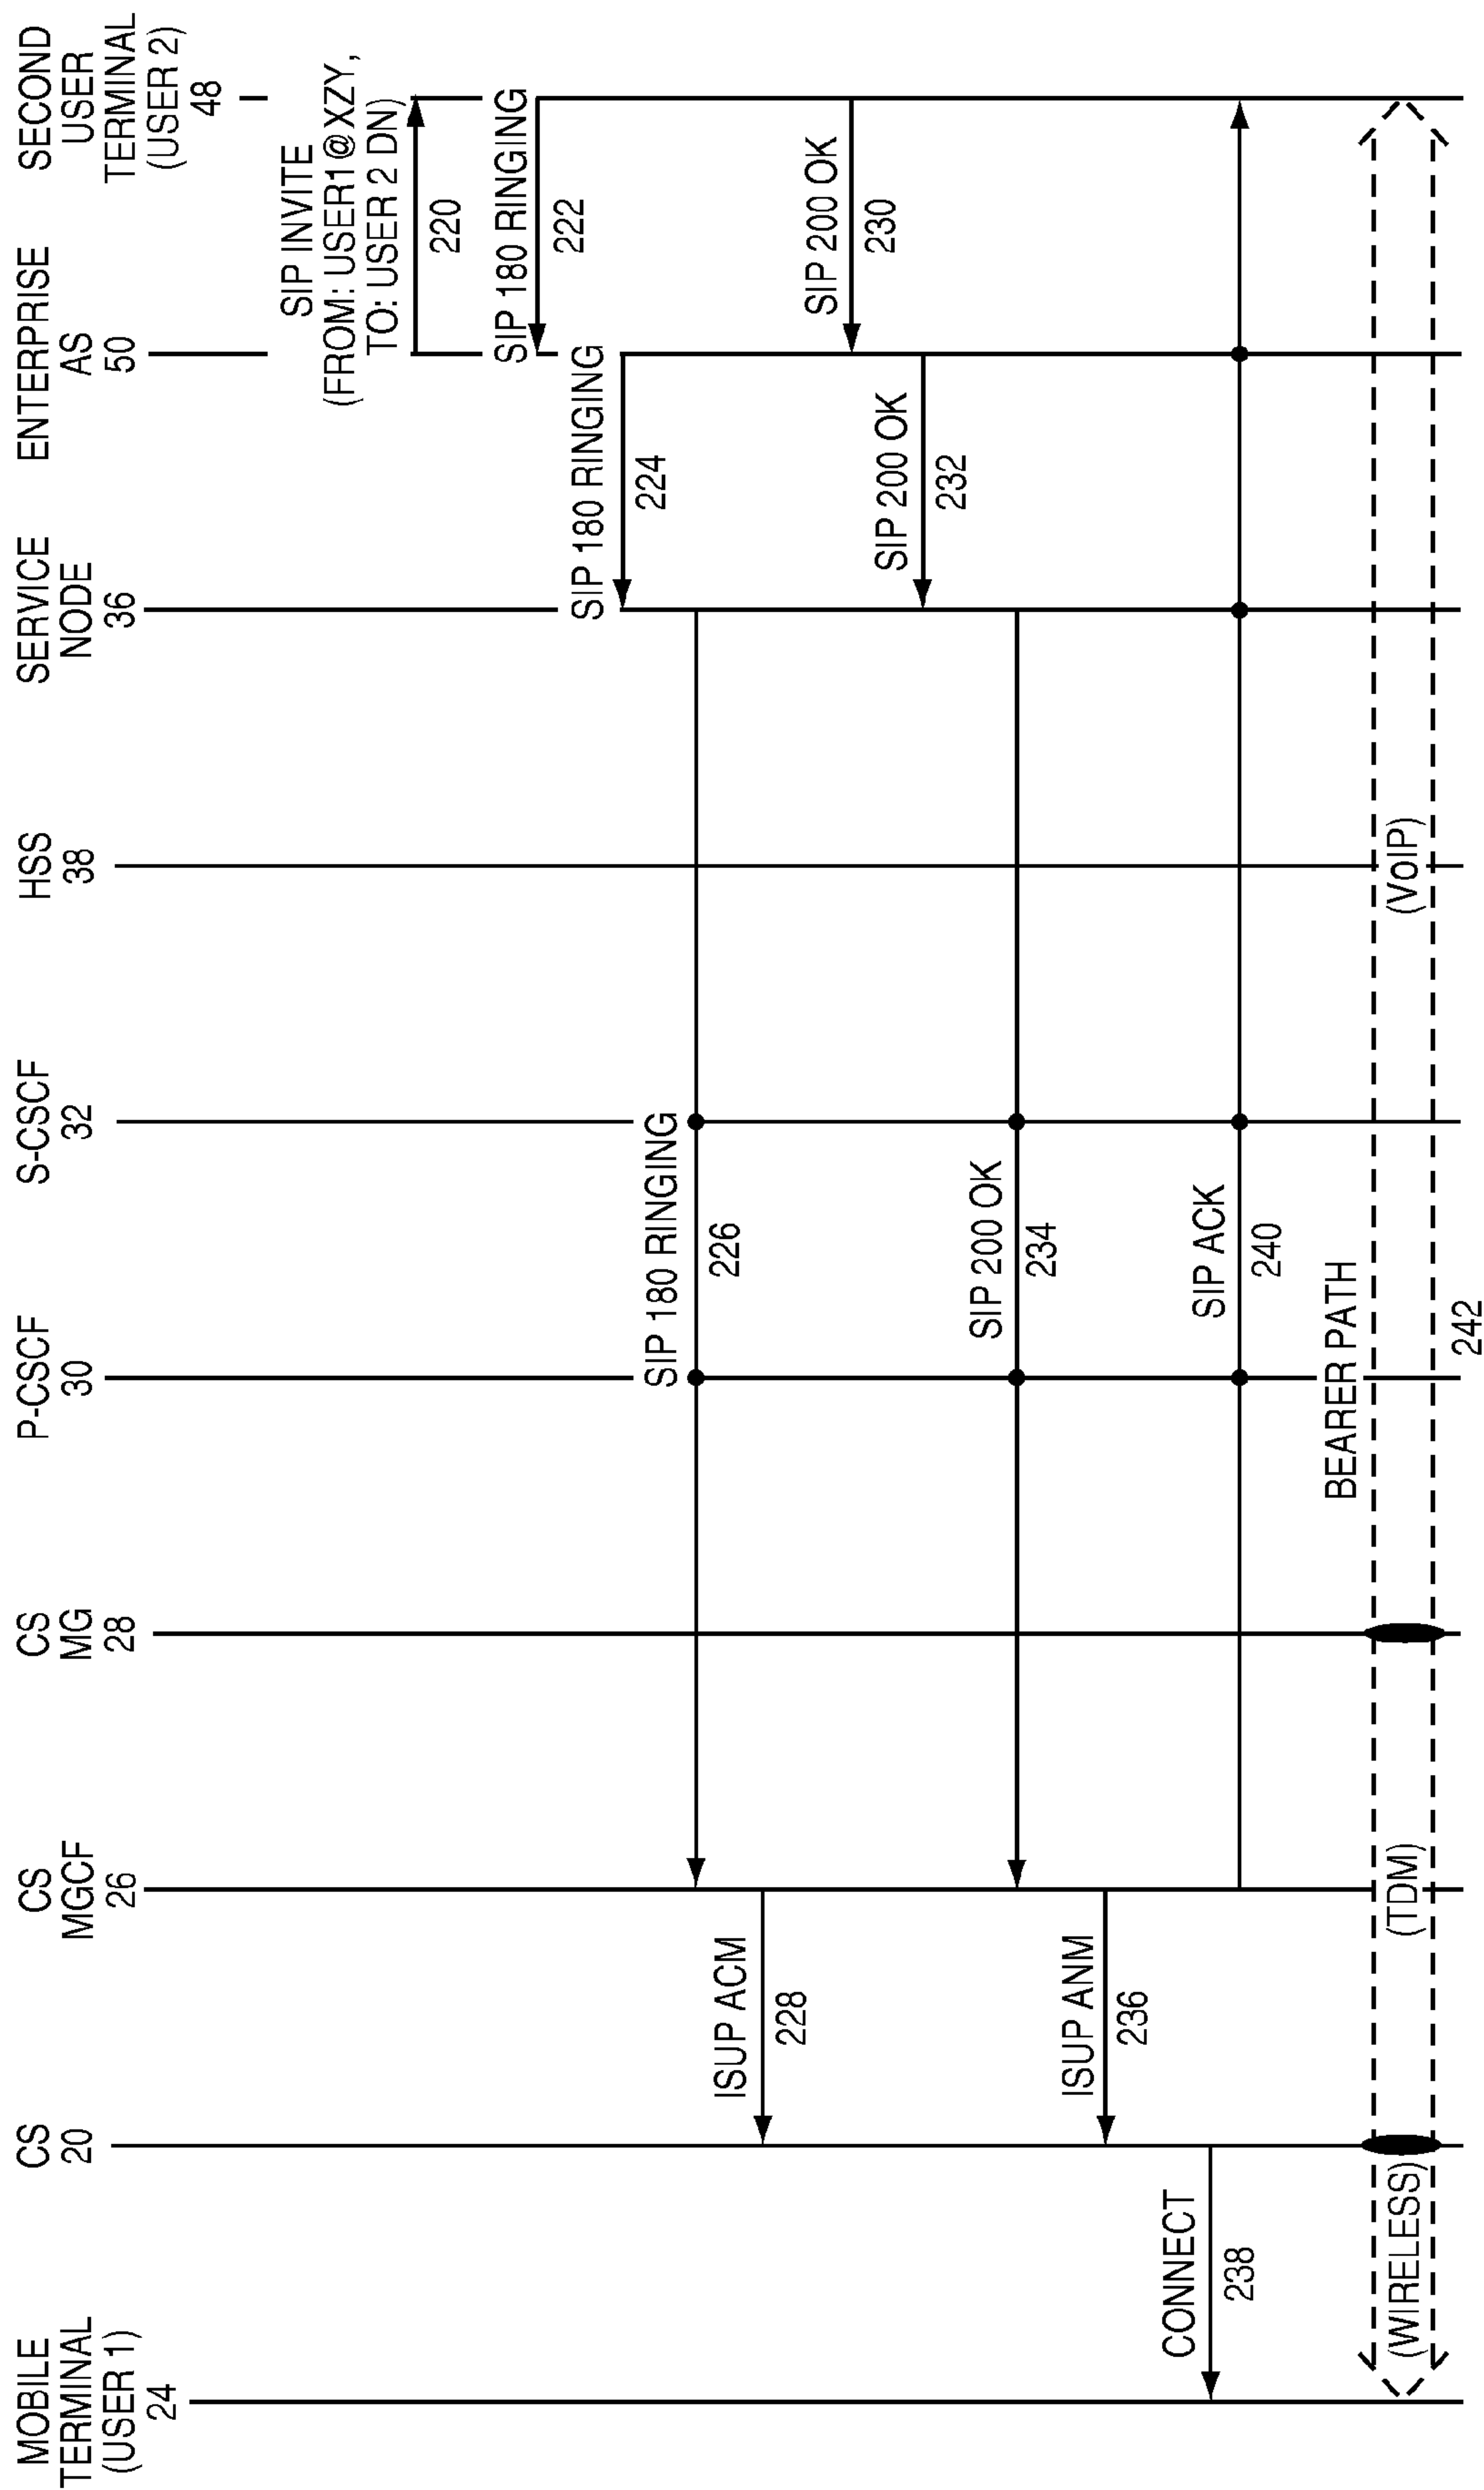 MOBILE
TERMINAL
(USER 1)
24
CS
20
CS
MGCF
26
CS
MG
28
P-CSCF
30
S-CSCF
32
HSS
38
SERVICE
NODE
36
ENTERPRISE
AS
50
SECOND
USER
TERMINAL
(USER 2)
48
SIP INVITE
(FROM: USER1@XZY,
TO: USER 2 DN)
220
SIP 180 RINGING
222
SIP 180 RINGING
224
SIP 180 RINGING
226
ISUP ACM
228
SIP 200 OK
230
SIP 200 OK
232
SIP 200 OK
234
ISUP ANM
236
CONNECT
238
SIP ACK
240
BEARER PATH
(WIRELESS)
(TDM)
(VoIP)
242